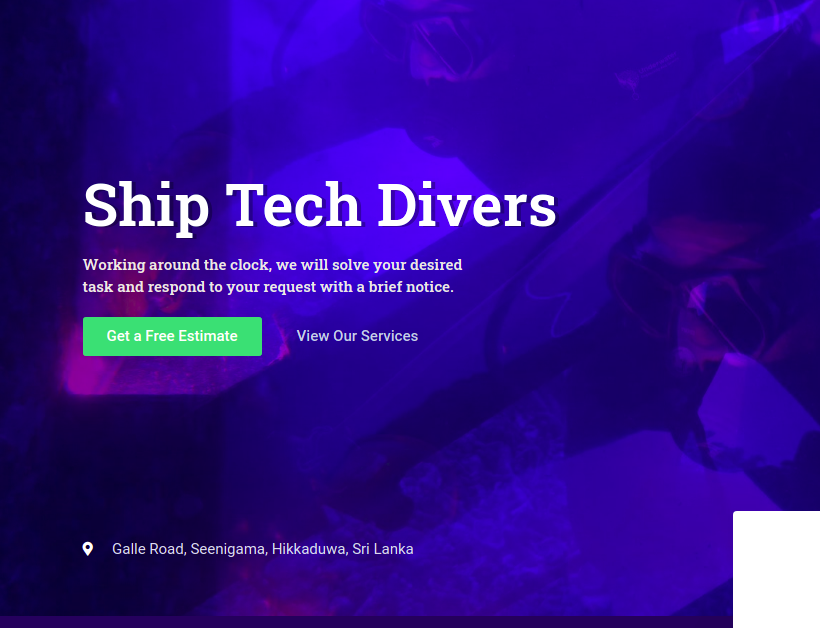 Ship Tech Divers
Working around the clock, we will solve your desired
task and respond to your request with a brief notice.
Get a Free Estimate
View Our Services
Galle Road, Seenigama, Hikkaduwa, Sri Lanka